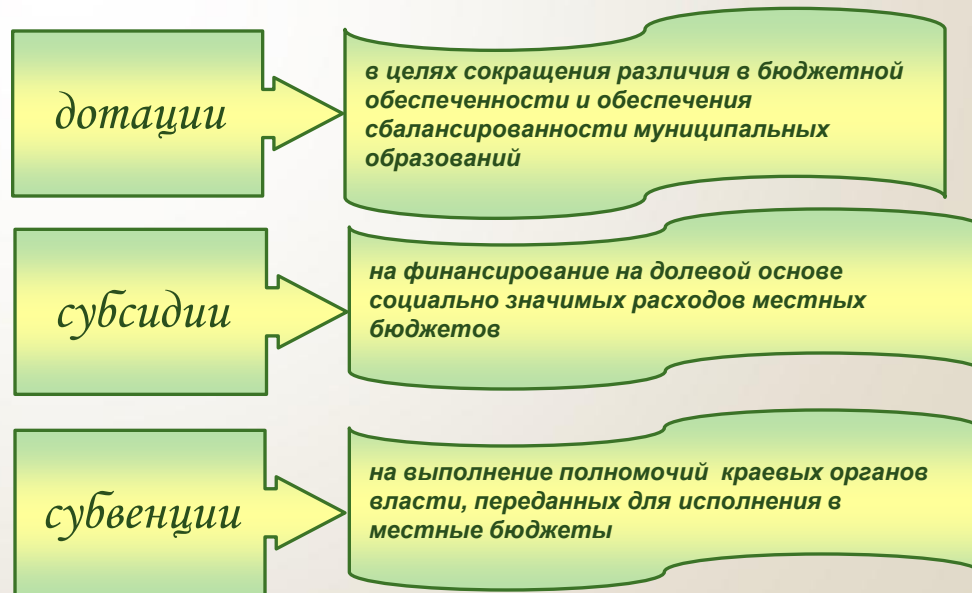 дотации
в целях сокращения различия в бюджетной
обеспеченности и обеспечения
сбалансированности муниципальных
образований
субсидии
на финансирование на долевой основе
социально значимых расходов местных
бюджетов
субвенции
на выполнение полномочий краевых органов
власти, переданных для исполнения в
местные бюджеты